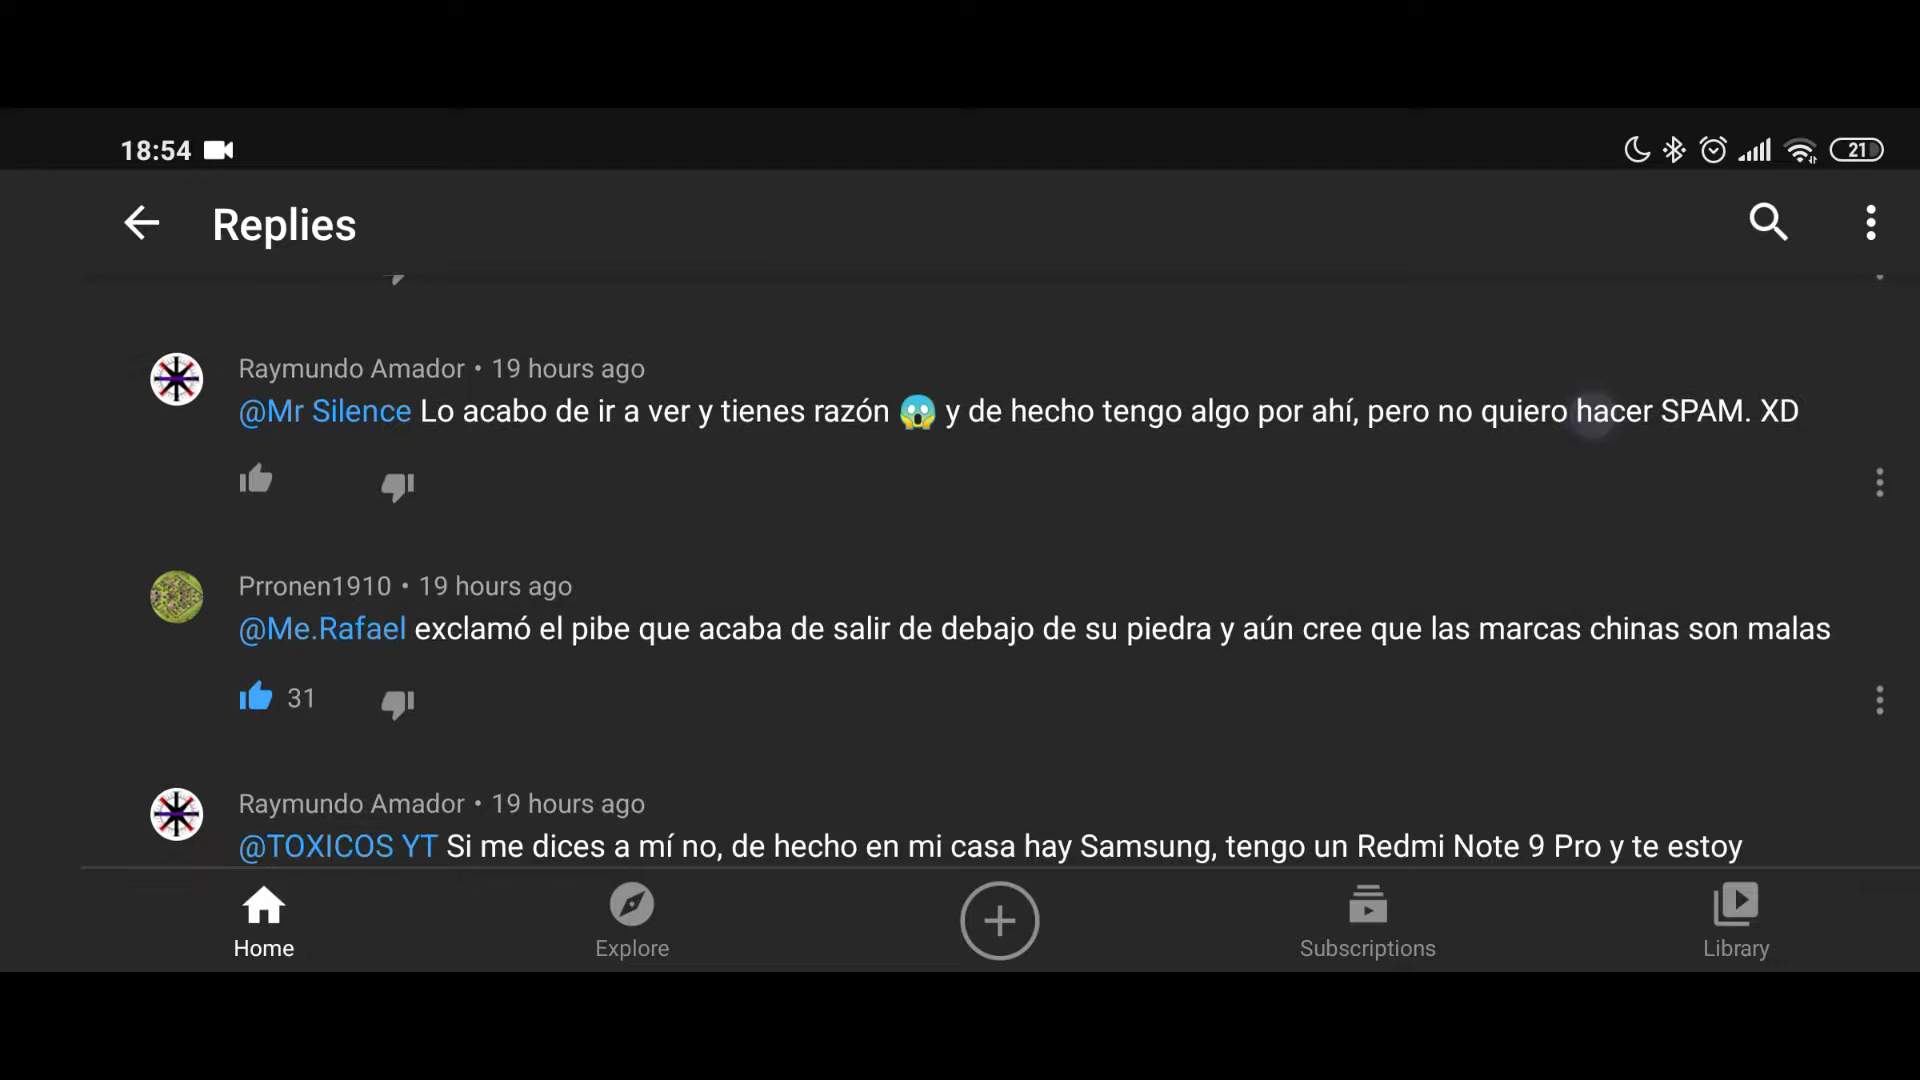 18:54
21
Replies
Raymundo Amador • 19 hours ago
@Mr Silence Lo acabo de ir a ver y tienes razón 😱 y de hecho tengo algo por ahí, pero no quiero hacer SPAM. XD
Prronen1910 • 19 hours ago
@Me.Rafael exclamó el pibe que acaba de salir de debajo de su piedra y aún cree que las marcas chinas son malas
31
Raymundo Amador • 19 hours ago
@TOXICOS YT Si me dices a mí no, de hecho en mi casa hay Samsung, tengo un Redmi Note 9 Pro y te estoy
Home
Explore
Subscriptions
Library